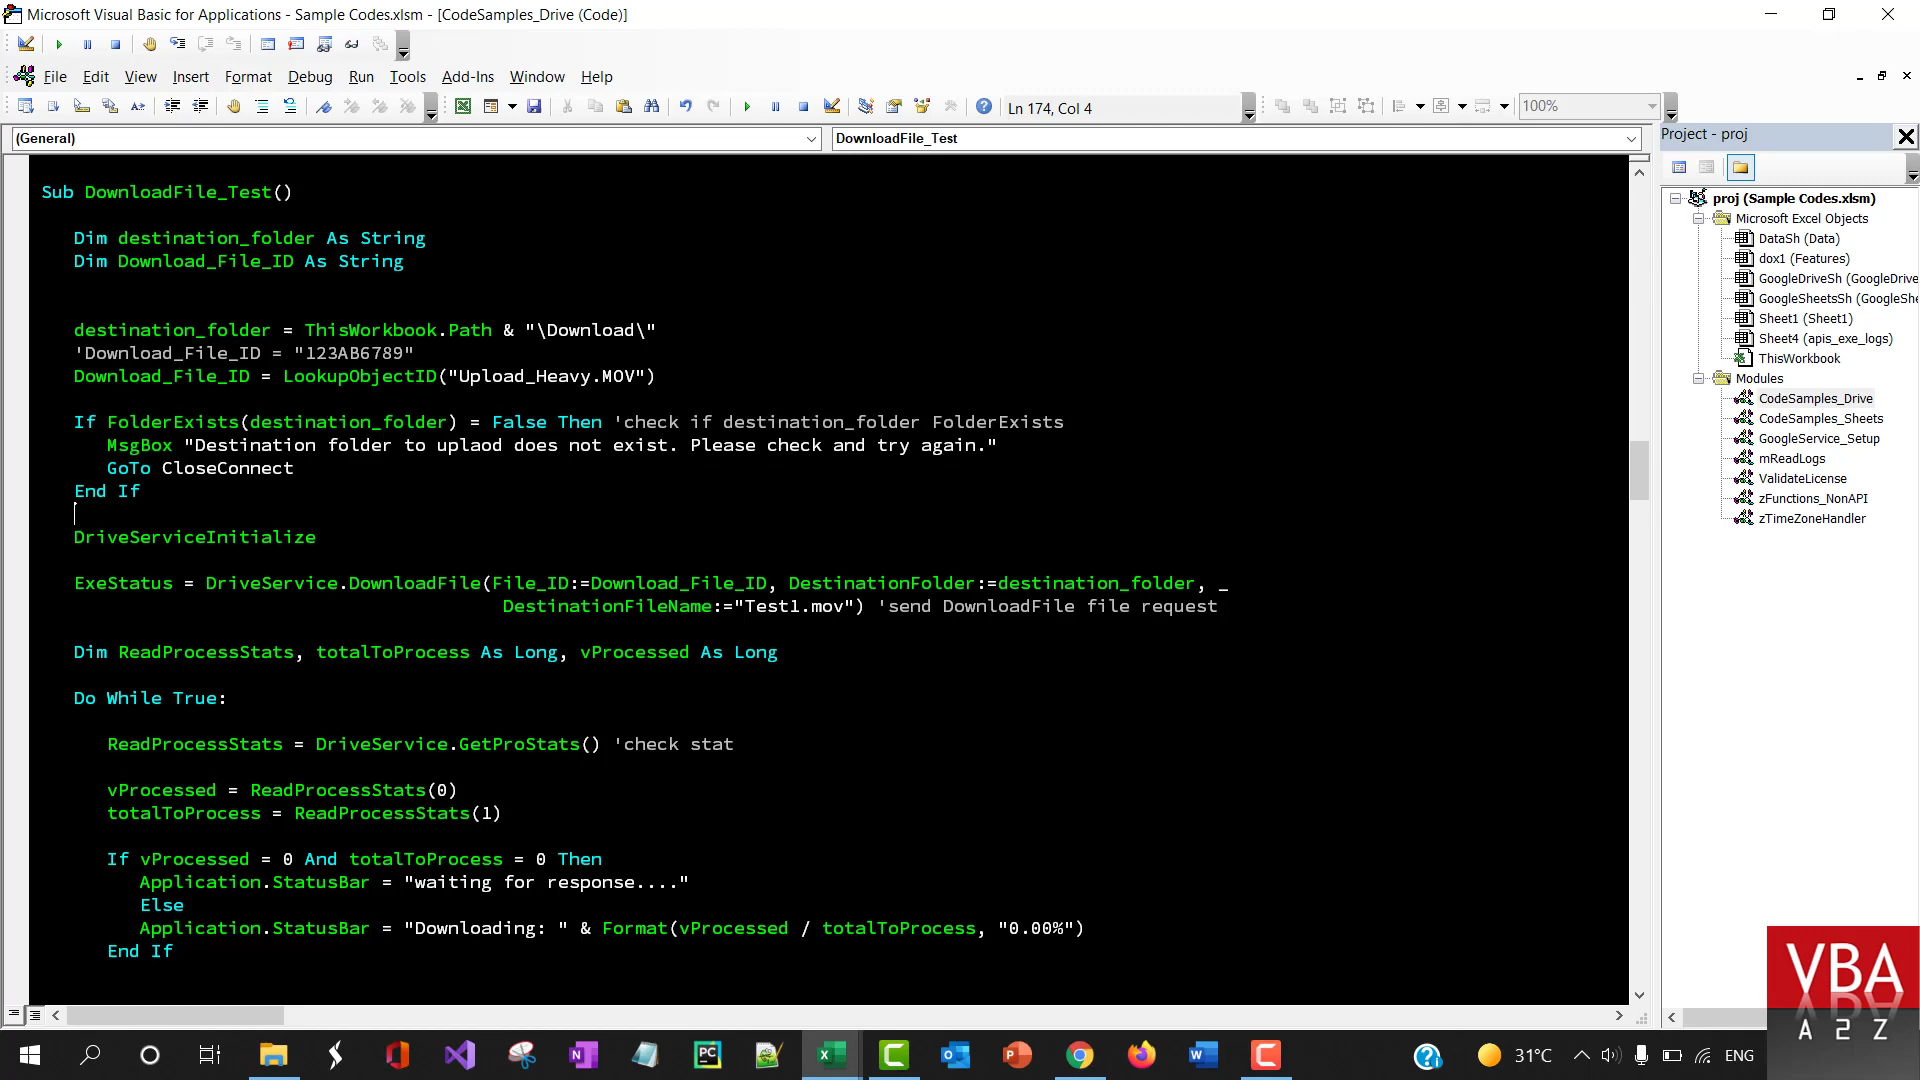 Microsoft Visual Basic for Applications - Sample Codes.xlsm - [CodeSamples_Drive (Code)]
File Edit View Insert Format Debug Run Tools Add-Ins Window Help
Ln 174, Col 4
100%
(General)
DownloadFile_Test
Sub DownloadFile_Test()
Dim destination_folder As String
Dim Download_File_ID As String
destination_folder = ThisWorkbook.Path & "\Download\"
'Download_File_ID = "123AB6789"
Download_File_ID = LookupObjectID("Upload_Heavy.MOV")
If FolderExists(destination_folder) = False Then 'check if destination_folder FolderExists
MsgBox "Destination folder to uplaod does not exist. Please check and try again."
GoTo CloseConnect
End If
DriveServiceInitialize
ExeStatus = DriveService.DownloadFile(File_ID:=Download_File_ID, DestinationFolder:=destination_folder, _
DestinationFileName:="Test1.mov") 'send DownloadFile file request
Dim ReadProcessStats, totalToProcess As Long, vProcessed As Long
Do While True:
ReadProcessStats = DriveService.GetProStats() 'check stat
vProcessed = ReadProcessStats(0)
totalToProcess = ReadProcessStats(1)
If vProcessed = 0 And totalToProcess = 0 Then
Application.StatusBar = "waiting for response...."
Else
Application.StatusBar = "Downloading: " & Format(vProcessed / totalToProcess, "0.00%")
End If
Project - proj
proj (Sample Codes.xlsm)
Microsoft Excel Objects
DataSh (Data)
dox1 (Features)
GoogleDriveSh (GoogleDrive
GoogleSheetsSh (GoogleShe
Sheet1 (Sheet1)
Sheet4 (apis_exe_logs)
ThisWorkbook
Modules
CodeSamples_Drive
CodeSamples_Sheets
GoogleService_Setup
mReadLogs
ValidateLicense
zFunctions_NonAPI
zTimeZoneHandler
VBA
A 2 Z
31°C
ENG